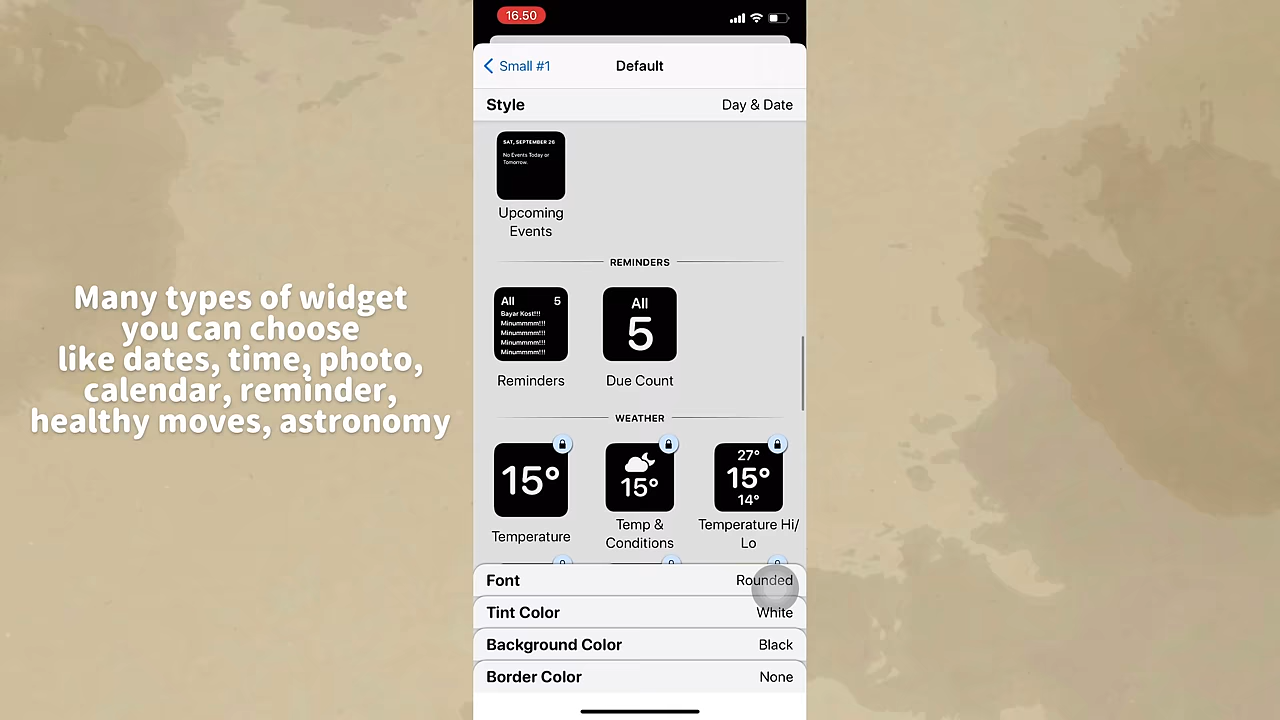 16.50
Small #1
Default
Style
Day & Date
SAT, SEPTEMBER 26
No Events Today or
Tomorrow.
Upcoming
Events
REMINDERS
All 5
Bayar Kost!!!
Minummmm!!!
Minummmm!!!
Minummmm!!!
Minummmm!!!
Reminders
All
5
Due Count
Many types of widget
you can choose
like dates, time, photo,
calendar, reminder,
healthy moves, astronomy
WEATHER
15°
Temperature
15°
Temp &
Conditions
27°
15°
14°
Temperature Hi/
Lo
Font
Rounded
Tint Color
White
Background Color
Black
Border Color
None